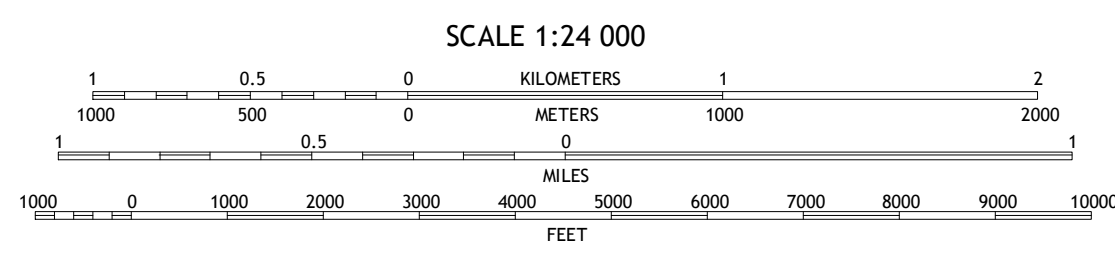 SCALE 1:24 000
1 0.5 0 KILOMETERS 1 2
1000 500 0 METERS 1000 2000
1 0.5 0 1
MILES
1000 0 1000 2000 3000 4000 5000 6000 7000 8000 9000 10000
FEET